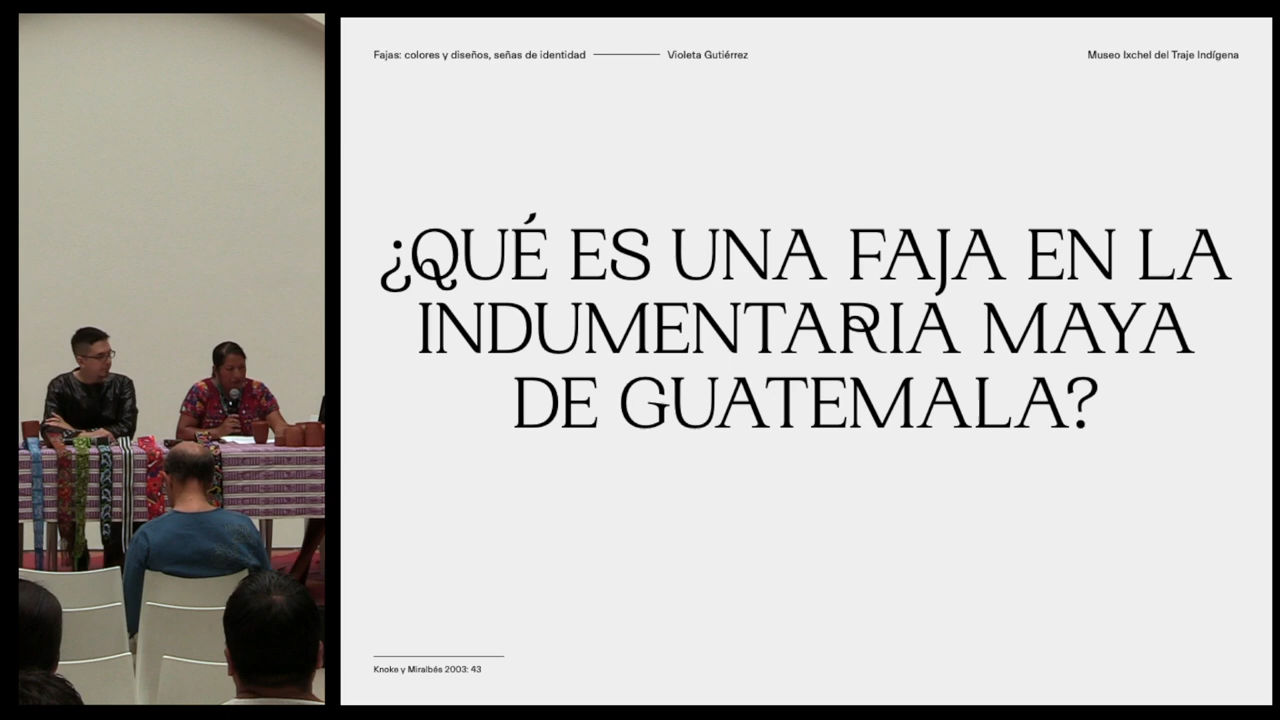 Fajas: colores y diseños, señas de identidad Violeta Gutiérrez Museo Ixchel del Traje Indígena
¿QUÉ ES UNA FAJA EN LA
INDUMENTARIA MAYA
DE GUATEMALA?
Knoke y Miralbés 2003: 43